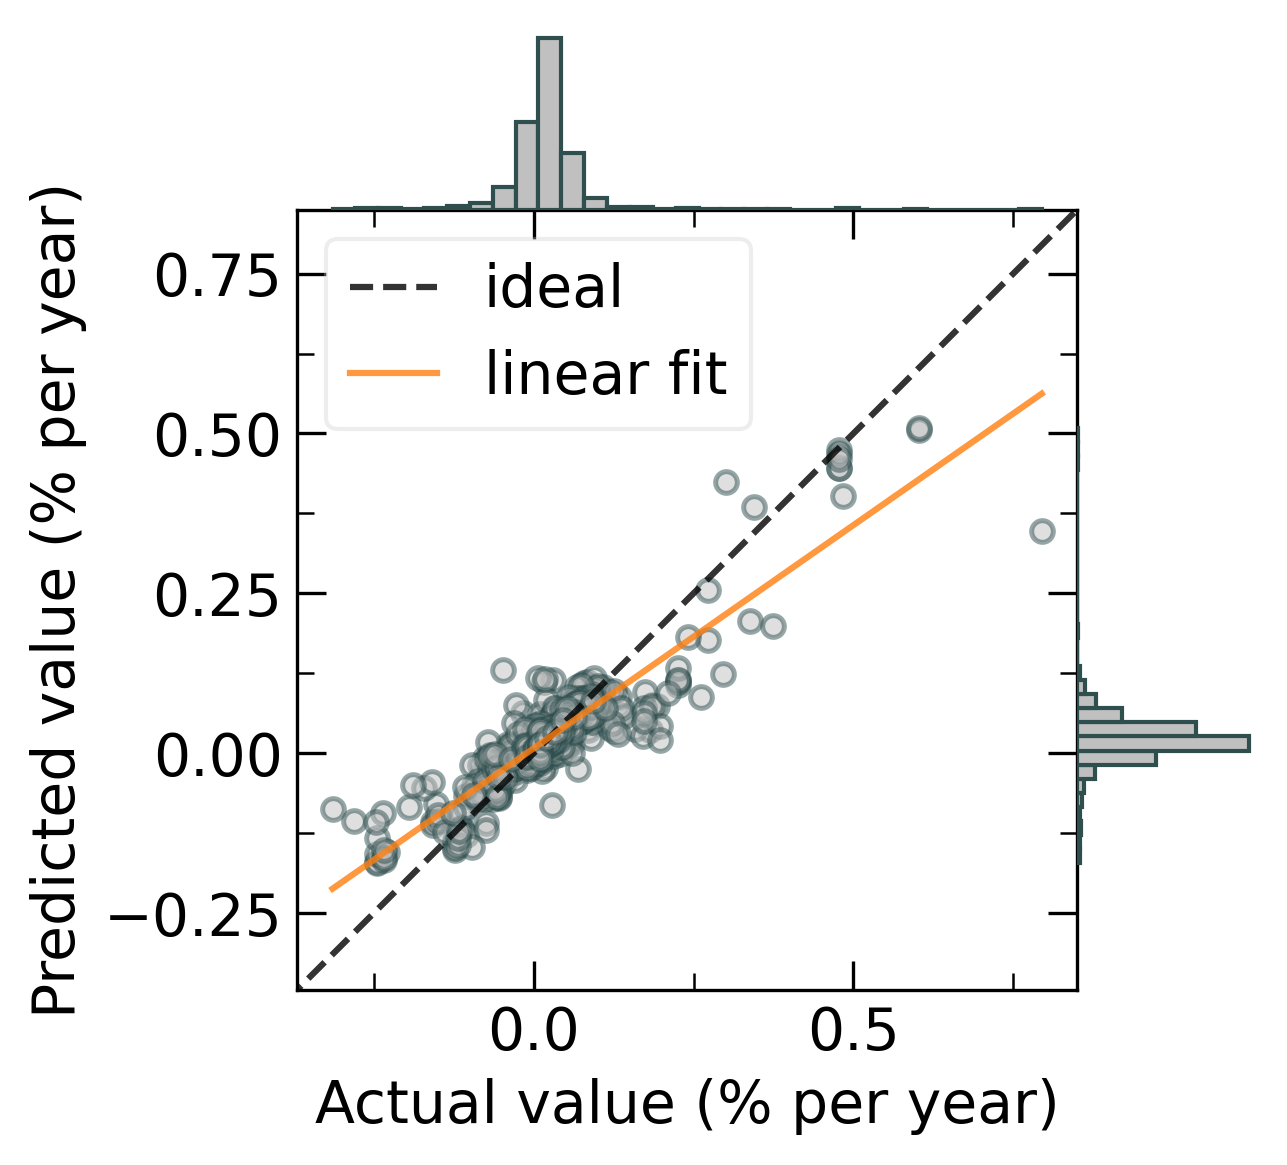 ideal
linear fit
Predicted value (% per year)
0.75
0.50
0.25
0.00
−0.25
0.0
0.5
Actual value (% per year)